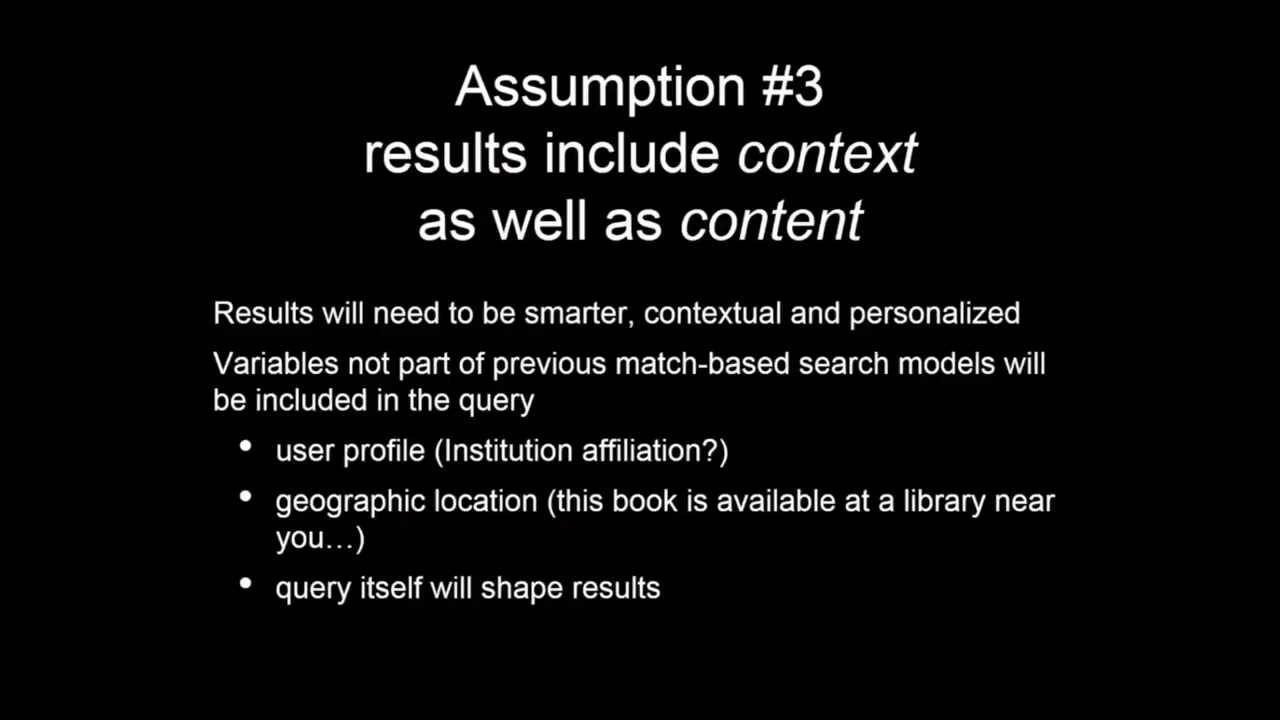 Assumption #3
results include context
as well as content
Results will need to be smarter, contextual and personalized
Variables not part of previous match-based search models will
be included in the query
• user profile (Institution affiliation?)
• geographic location (this book is available at a library near
you…)
• query itself will shape results